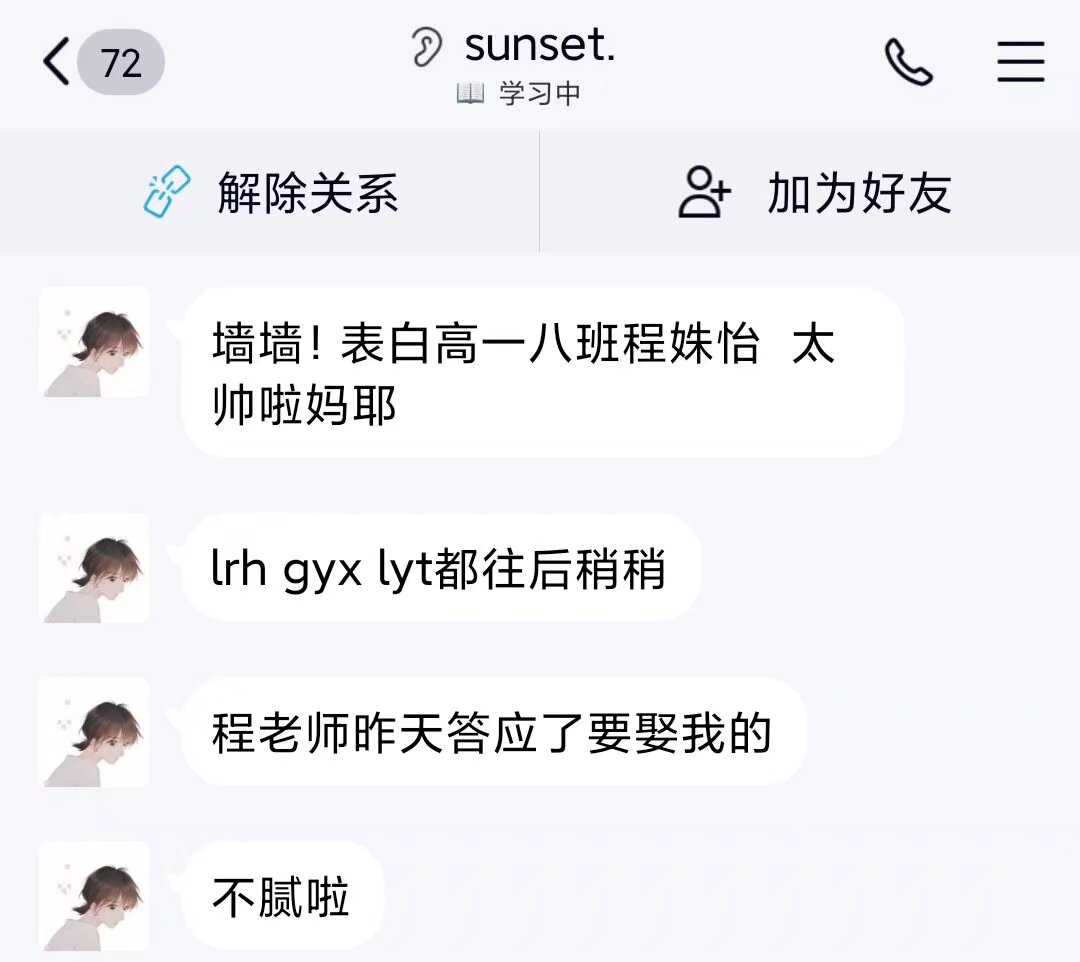 72
sunset.
学习中
解除关系
加为好友
墙墙！表白高一八班程姝怡 太
帅啦妈耶
lrh gyx lyt都往后稍稍
程老师昨天答应了要娶我的
不腻啦